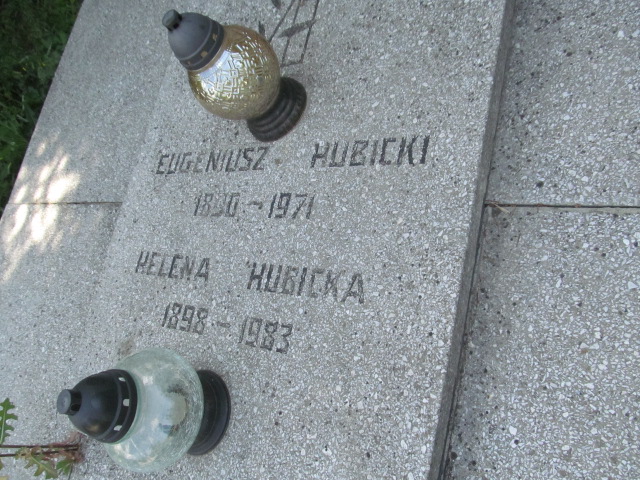 EUGENIUSZ HUBICKI
1890-1971
HELENA HUBICKA
1898-1983